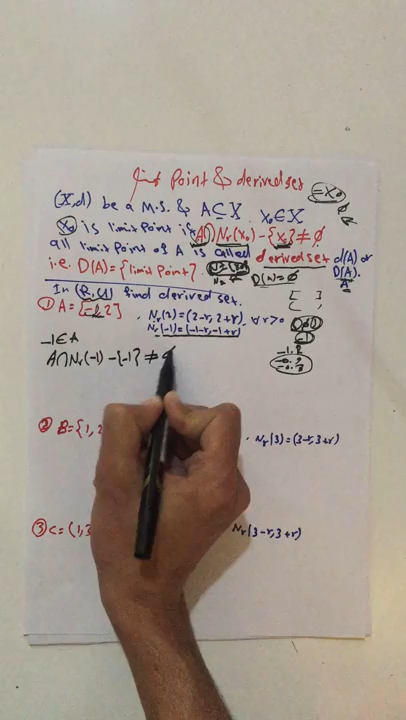 limit Point & derived set
(X,d) be a M.S. & A⊆X x₀∈X =x₀
x₀ is limit Point if A∩Nr(x₀)-{x₀}≠∅
all limit Point of A is called derived set d(A) or D(A).
i.e. D(A)={limit Point}. D(N)=∅
In (R,|.|) find derived set.
① A=[-1,2]
Nr(2)=(2-r,2+r) ∀r>0
Nr(-1)=(-1-r,-1+r)
-1∈A
A∩Nr(-1)-{-1}≠
② B={1,2
Nr(3)=(3-r,3+r)
③ C=(1,3
Nr(3-r,3+r)